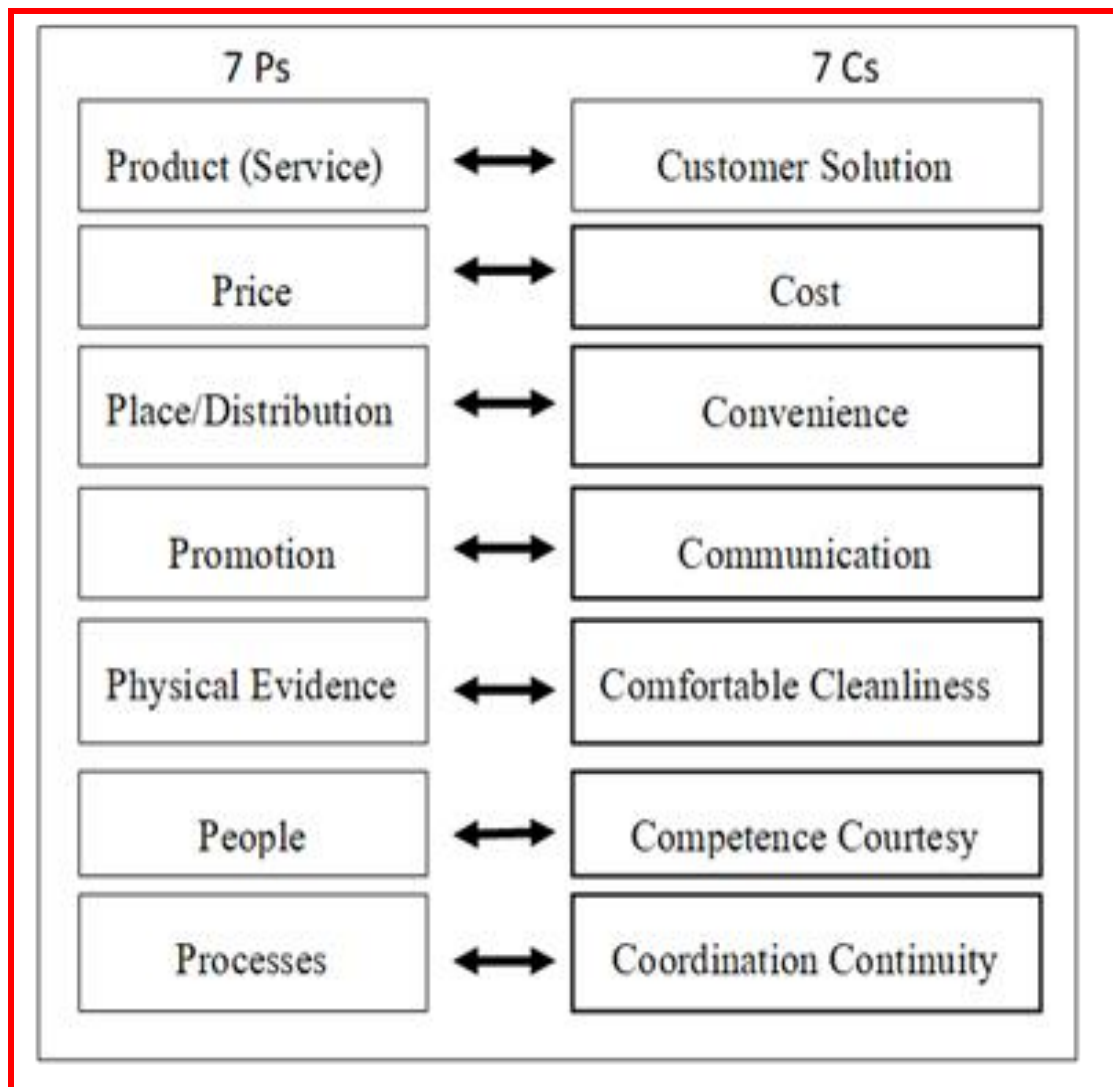 7 Ps 7 Cs
Product (Service) Customer Solution
Price Cost
Place/Distribution Convenience
Promotion Communication
Physical Evidence Comfortable Cleanliness
People Competence Courtesy
Processes Coordination Continuity